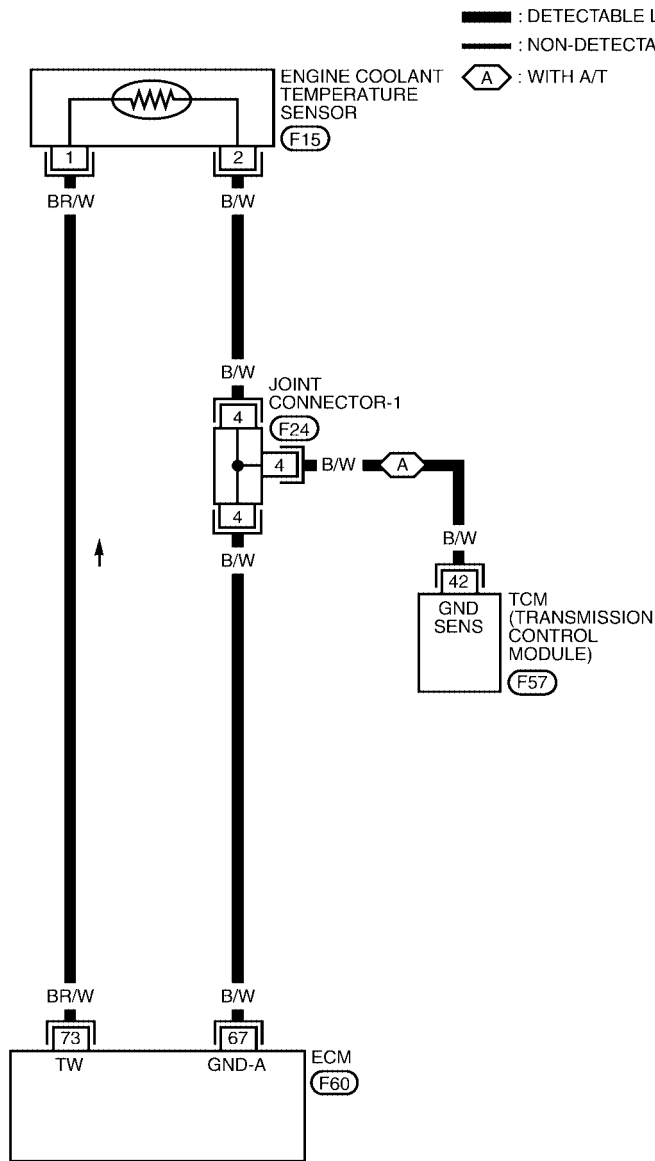 : DETECTABLE L
: NON-DETECTA
A : WITH A/T
ENGINE COOLANT
TEMPERATURE
SENSOR
F15
1 2
BR/W B/W
B/W
JOINT
CONNECTOR-1
F24
4
4 B/W A
B/W
4
B/W
42
GND
SENS
TCM
(TRANSMISSION
CONTROL
MODULE)
F57
BR/W B/W
73 67
TW GND-A
ECM
F60